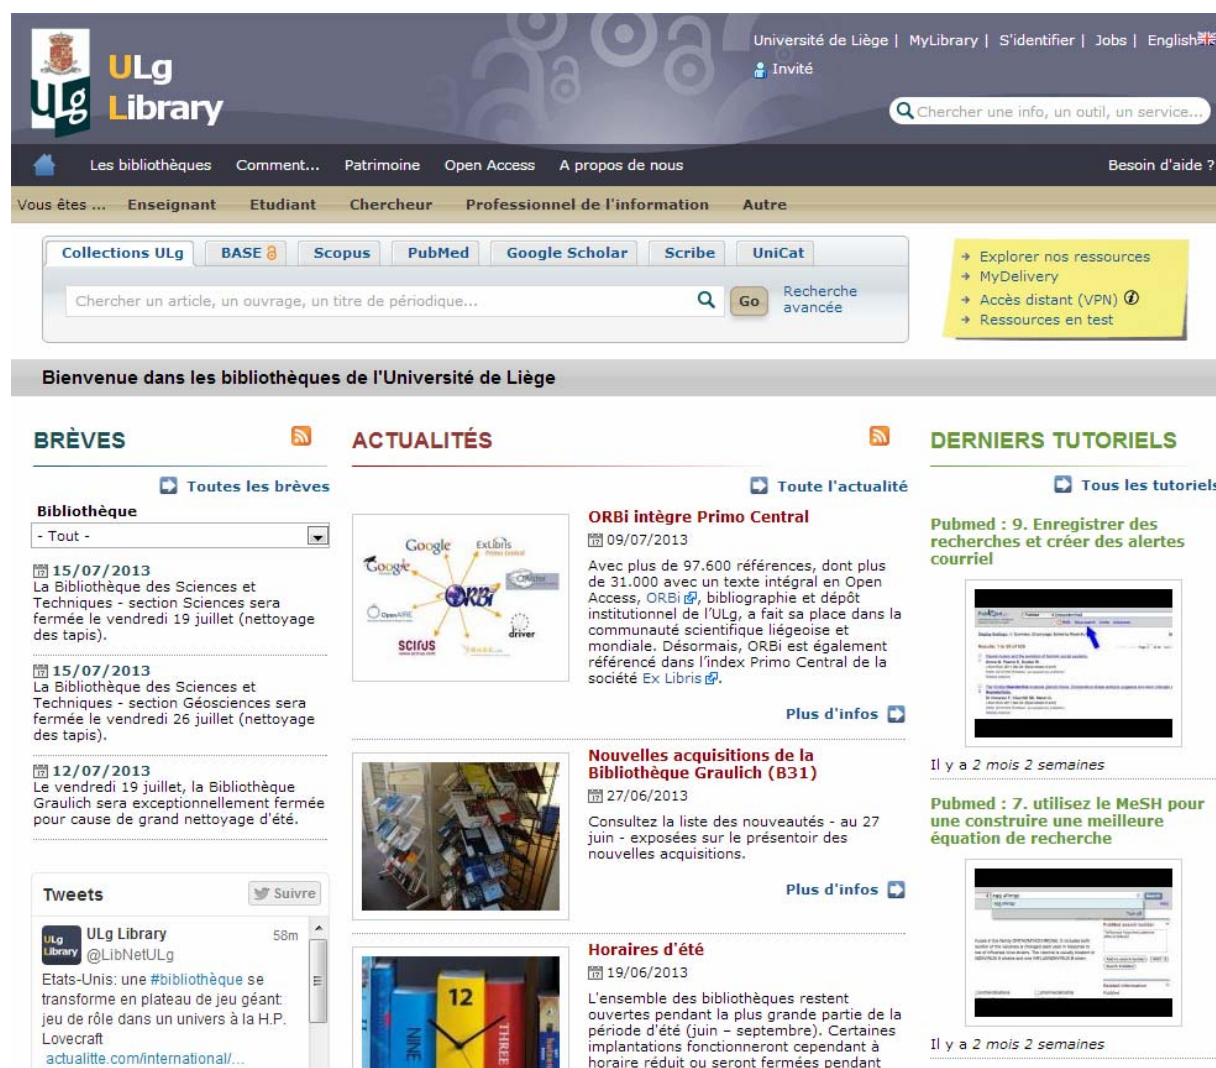 ULg
Library
ULg
Université de Liège | MyLibrary | S'identifier | Jobs | English
Invité
Chercher une info, un outil, un service...
Les bibliothèques Comment... Patrimoine Open Access A propos de nous Besoin d'aide ?
Vous êtes ... Enseignant Etudiant Chercheur Professionnel de l'information Autre
Collections ULg BASE Scopus PubMed Google Scholar Scribe UniCat
Chercher un article, un ouvrage, un titre de périodique...
Go
Recherche
avancée
Explorer nos ressources
MyDelivery
Accès distant (VPN)
Ressources en test
Bienvenue dans les bibliothèques de l'Université de Liège
BRÈVES
Toutes les brèves
Bibliothèque
- Tout -
15/07/2013
La Bibliothèque des Sciences et
Techniques - section Sciences sera
fermée le vendredi 19 juillet (nettoyage
des tapis).
15/07/2013
La Bibliothèque des Sciences et
Techniques - section Géosciences sera
fermée le vendredi 26 juillet (nettoyage
des tapis).
12/07/2013
Le vendredi 19 juillet, la Bibliothèque
Graulich sera exceptionnellement fermée
pour cause de grand nettoyage d'été.
Tweets
Suivre
ULg
Library
ULg Library 58m
@LibNetULg
Etats-Unis: une #bibliothèque se
transforme en plateau de jeu géant:
jeu de rôle dans un univers à la H.P.
Lovecraft
actualitte.com/international/...
ACTUALITÉS
Toute l'actualité
Google
ExLibris
Primo Central
Google
ORBi
OpenAIRE
scirus
driver
ORBi intègre Primo Central
09/07/2013
Avec plus de 97.600 références, dont plus
de 31.000 avec un texte intégral en Open
Access, ORBi, bibliographie et dépôt
institutionnel de l'ULg, a fait sa place dans la
communauté scientifique liégeoise et
mondiale. Désormais, ORBi est également
référencé dans l'index Primo Central de la
société Ex Libris.
Plus d'infos
Nouvelles acquisitions de la
Bibliothèque Graulich (B31)
27/06/2013
Consultez la liste des nouveautés - au 27
juin - exposées sur le présentoir des
nouvelles acquisitions.
Plus d'infos
12
NINE
THREE
Horaires d'été
19/06/2013
L'ensemble des bibliothèques restent
ouvertes pendant la plus grande partie de la
période d'été (juin – septembre). Certaines
implantations fonctionneront cependant à
horaire réduit ou seront fermées pendant
DERNIERS TUTORIELS
Tous les tutoriels
Pubmed : 9. Enregistrer des
recherches et créer des alertes
courriel
Il y a 2 mois 2 semaines
Pubmed : 7. utilisez le MeSH pour
une construire une meilleure
équation de recherche
Il y a 2 mois 2 semaines